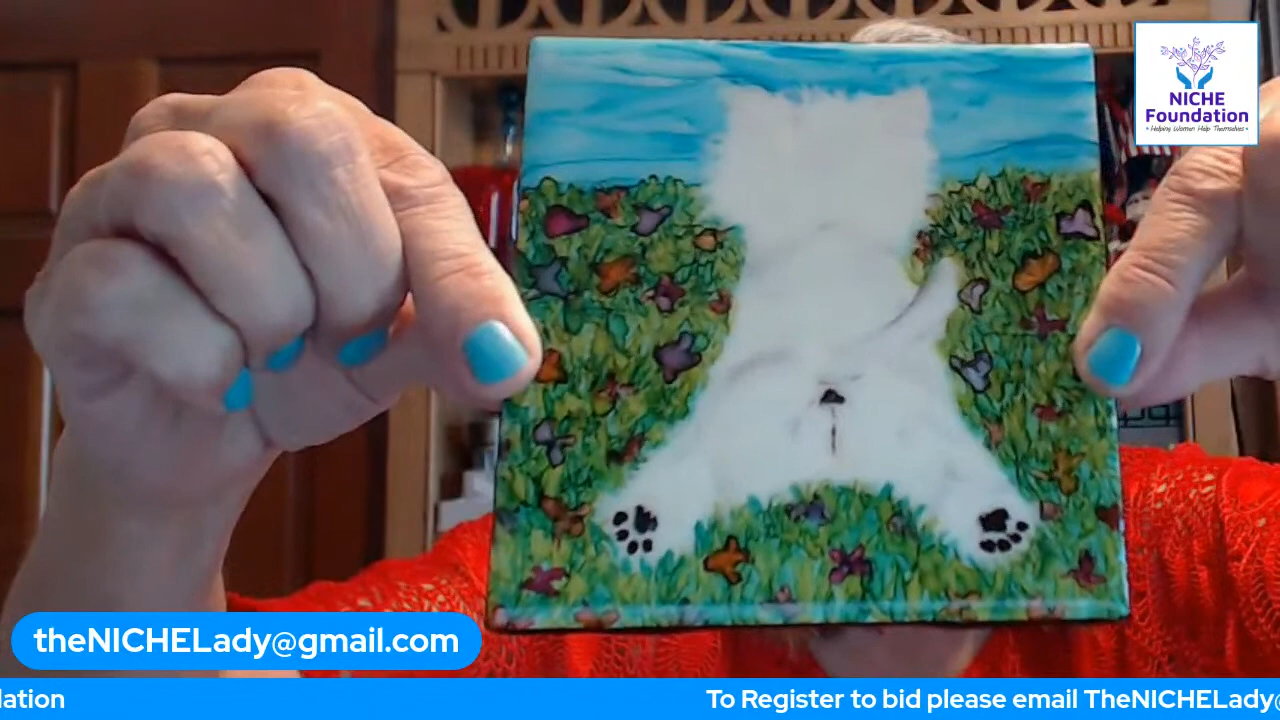 NICHE
Foundation
Helping Women Help Themselves
theNICHELady@gmail.com
lation
To Register to bid please email TheNICHELady@